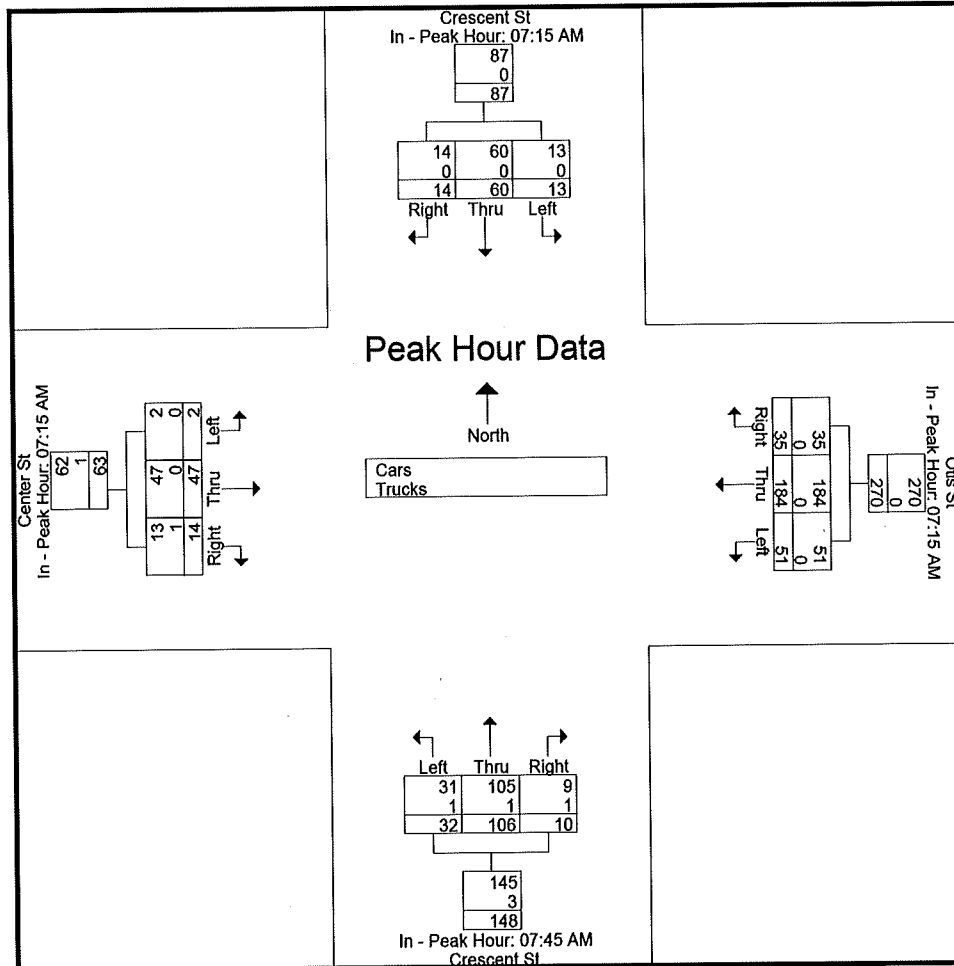 Crescent St
In - Peak Hour: 07:15 AM
87
0
87
14 60 13
0 0 0
14 60 13
Right Thru Left
Peak Hour Data
North
Cars
Trucks
Center St
In - Peak Hour: 07:15 AM
62
1
63
2 0 2
47 0 47
13 1 14
Left
Thru
Right
Otis St
In - Peak Hour: 07:15 AM
270
0
270
35 184 51
0 0 0
35 184 51
Right Thru Left
Left Thru Right
31 105 9
1 1 1
32 106 10
145
3
148
In - Peak Hour: 07:45 AM
Crescent St